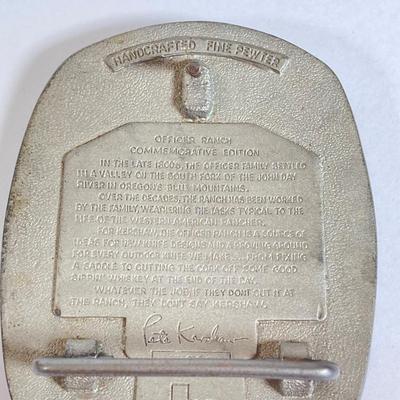 HANDCRAFTED FINE PEWTER
OFFICER RANCH
COMMEMORATIVE EDITION
IN THE LATE 1800S, THE OFFICER FAMILY SETTLED
IN A VALLEY ON THE SOUTH FORK OF THE JOHN DAY
RIVER IN OREGON'S BLUE MOUNTAINS.
OVER THE DECADES, THE RANCH HAS BEEN WORKED
BY THE FAMILY, WEATHERING THE TASKS TYPICAL TO THE
LIFE OF THE WESTERN AMERICAN RANCHER.
FOR KERSHAW, THE OFFICER RANCH IS A SOURCE OF
IDEAS FOR NEW KNIFE DESIGNS AND A PROVING GROUND
FOR EVERY OUTDOOR KNIFE WE MAKE.... FROM FIXING
A SADDLE TO CUTTING THE CORK OFF SOME GOOD
SIPPIN' WHISKEY AT THE END OF THE DAY.
WHATEVER THE JOB IS THEY DON'T CUT IT AT
THE RANCH, THEY DON'T SAY KERSHAW.
Pete Kershaw